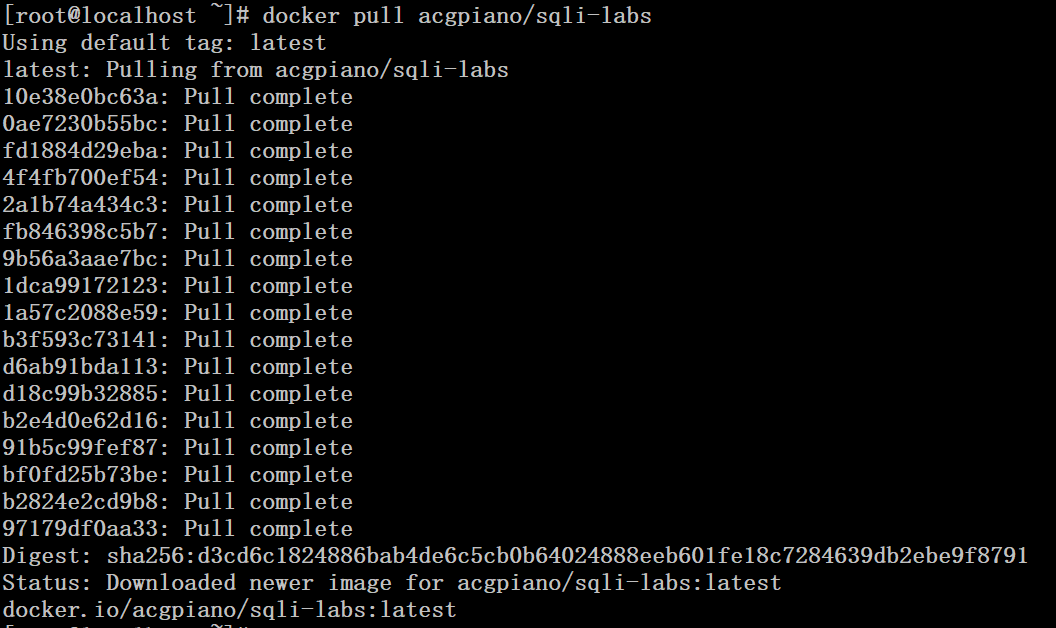 [root@localhost ~]# docker pull acgpiano/sqli-labs
Using default tag: latest
latest: Pulling from acgpiano/sqli-labs
10e38e0bc63a: Pull complete
0ae7230b55bc: Pull complete
fd1884d29eba: Pull complete
4f4fb700ef54: Pull complete
2a1b74a434c3: Pull complete
fb846398c5b7: Pull complete
9b56a3aae7bc: Pull complete
1dca99172123: Pull complete
1a57c2088e59: Pull complete
b3f593c73141: Pull complete
d6ab91bda113: Pull complete
d18c99b32885: Pull complete
b2e4d0e62d16: Pull complete
91b5c99fef87: Pull complete
bf0fd25b73be: Pull complete
b2824e2cd9b8: Pull complete
97179df0aa33: Pull complete
Digest: sha256:d3cd6c1824886bab4de6c5cb0b64024888eeb601fe18c7284639db2ebe9f8791
Status: Downloaded newer image for acgpiano/sqli-labs:latest
docker.io/acgpiano/sqli-labs:latest